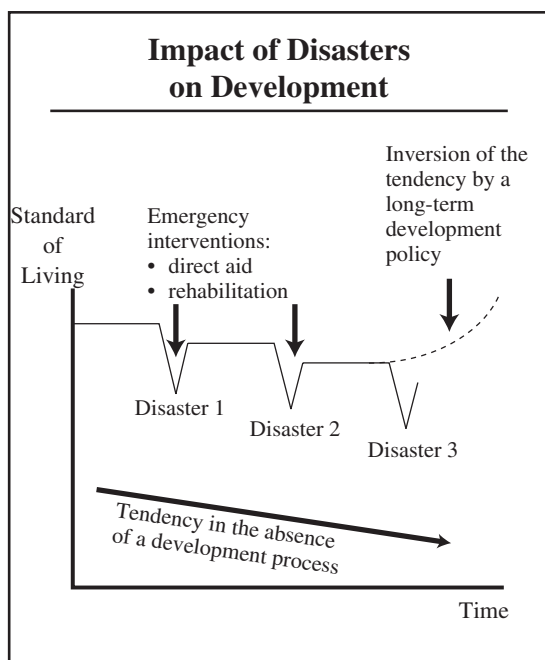 Impact of Disasters
on Development
Standard
of
Living
Emergency
interventions:
• direct aid
• rehabilitation
Inversion of the
tendency by a
long-term
development
policy
Disaster 1
Disaster 2
Disaster 3
Tendency in the absence
of a development process
Time